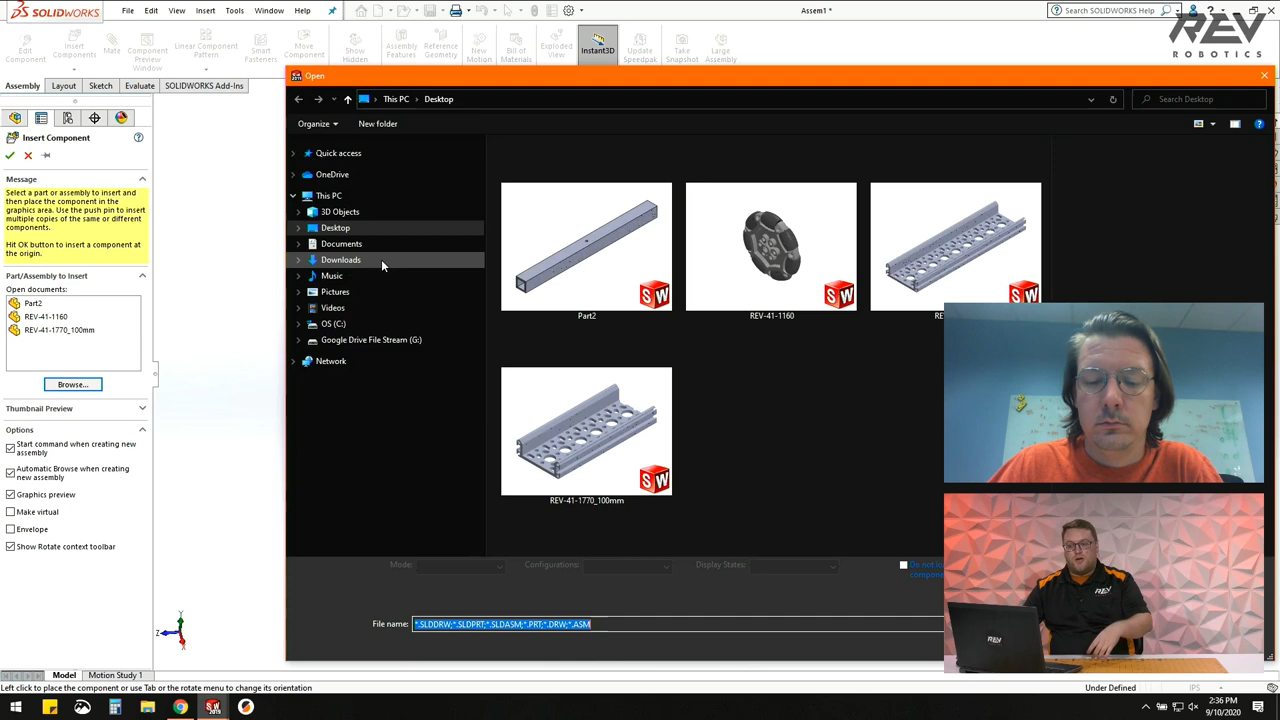 SOLIDWORKS
File Edit View Insert Tools Window Help
Assem1 *
Search SOLIDWORKS Help
REV
ROBOTICS
Edit Component
Insert Components
Mate
Component Preview Window
Linear Component Pattern
Smart Fasteners
Move Component
Show Hidden
Assembly Features
Reference Geometry
New Motion
Bill of Materials
Exploded View
Instant3D
Update Speedpak
Take Snapshot
Large Assembly
Assembly Layout Sketch Evaluate SOLIDWORKS Add-Ins
Open
This PC > Desktop
Search Desktop
Organize
New folder
Insert Component
Message
Select a part or assembly to insert and
then place the component in the
graphics area. Use the push pin to insert
multiple copies of the same or different
components.
Hit OK button to insert a component at
the origin.
Part/Assembly to Insert
Open documents:
Part2
REV-41-1160
REV-41-1770_100mm
Browse...
Thumbnail Preview
Options
Start command when creating new
assembly
Automatic Browse when creating
new assembly
Graphics preview
Make virtual
Envelope
Show Rotate context toolbar
Quick access
OneDrive
This PC
3D Objects
Desktop
Documents
Downloads
Music
Pictures
Videos
OS (C:)
Google Drive File Stream (G:)
Network
SW
SW
SW
Part2
REV-41-1160
SW
REV-41-1770_100mm
Mode:
Configurations:
Display States:
File name:
*.SLDDRW;*.SLDPRT;*.SLDASM;*.PRT;*.DRW;*.ASM
REV
REV
Y
Z
Model Motion Study 1
Left click to place the component or use Tab or the rotate menu to change its orientation
Under Defined
IPS
2:36 PM
9/10/2020